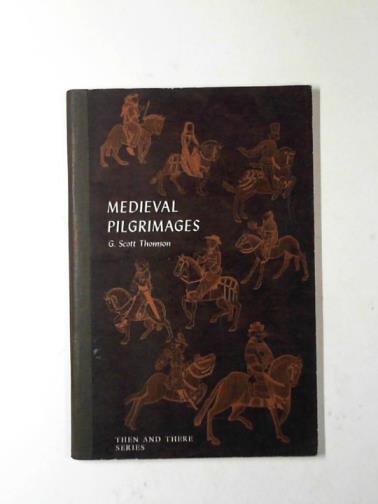 MEDIEVAL
PILGRIMAGES
G. Scott Thomson
THEN AND THERE
SERIES